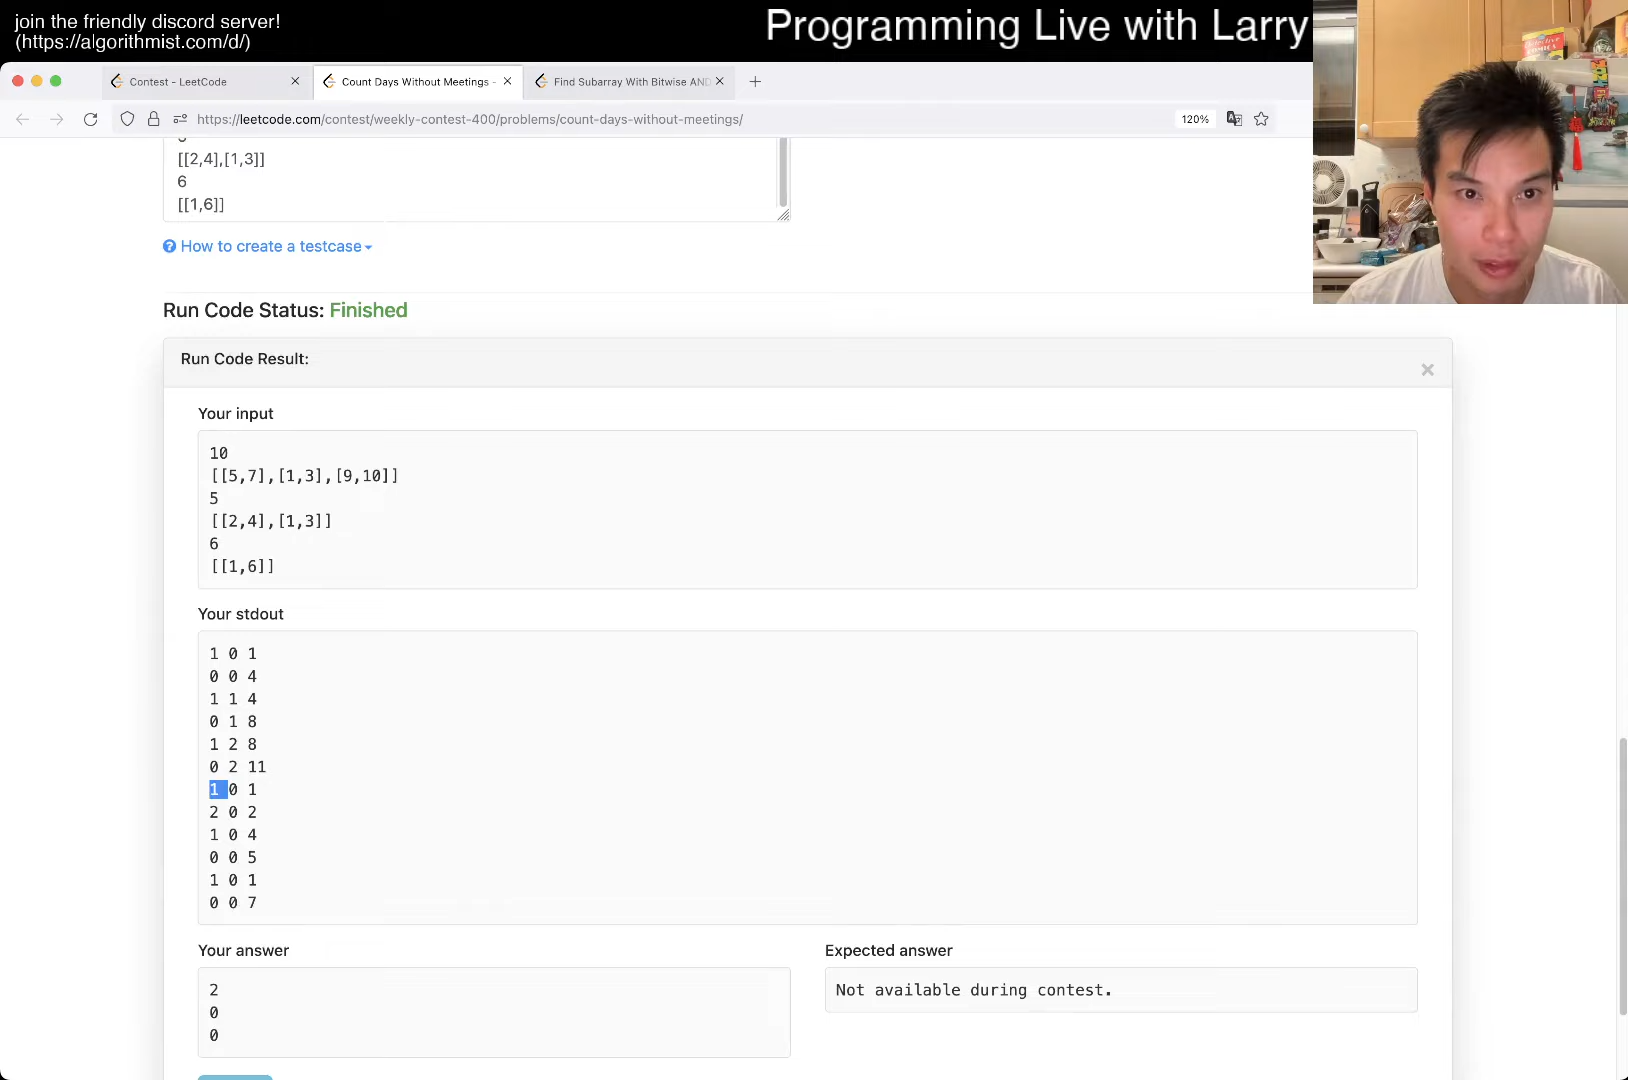 join the friendly discord server!
(https://algorithmist.com/d/)
Programming Live with Larry
Contest - LeetCode
Count Days Without Meetings -
Find Subarray With Bitwise AND
https://leetcode.com/contest/weekly-contest-400/problems/count-days-without-meetings/
120%
[[2,4],[1,3]]
6
[[1,6]]
How to create a testcase
Run Code Status: Finished
Run Code Result:
Your input
10
[[5,7],[1,3],[9,10]]
5
[[2,4],[1,3]]
6
[[1,6]]
Your stdout
1 0 1
0 0 4
1 1 4
0 1 8
1 2 8
0 2 11
1 0 1
2 0 2
1 0 4
0 0 5
1 0 1
0 0 7
Your answer
Expected answer
2
0
0
Not available during contest.